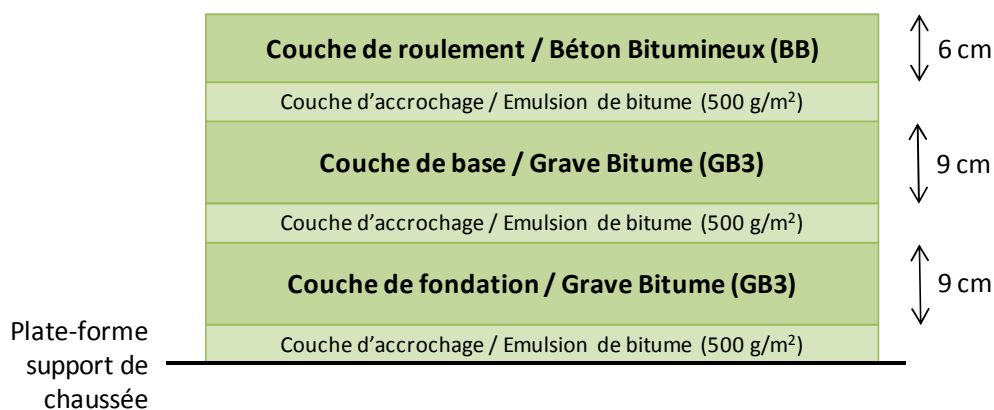 Couche de roulement / Béton Bitumineux (BB)
6 cm
Couche d'accrochage / Emulsion de bitume (500 g/m²)
Couche de base / Grave Bitume (GB3)
9 cm
Couche d'accrochage / Emulsion de bitume (500 g/m²)
Couche de fondation / Grave Bitume (GB3)
9 cm
Couche d'accrochage / Emulsion de bitume (500 g/m²)
Plate-forme
support de
chaussée